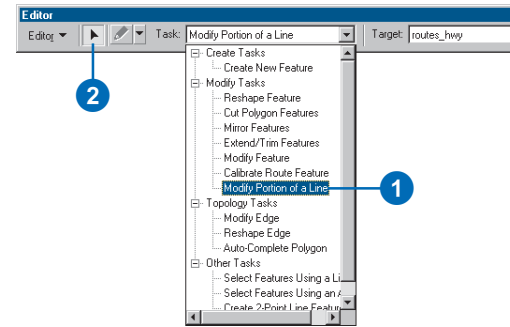 Editor
Editor Task: Modify Portion of a Line Target: routes_hwy
Create Tasks
Create New Feature
Modify Tasks
Reshape Feature
Cut Polygon Features
Mirror Features
Extend/Trim Features
Modify Feature
Calibrate Route Feature
Modify Portion of a Line
Topology Tasks
Modify Edge
Reshape Edge
Auto-Complete Polygon
Other Tasks
Select Features Using a Li
Select Features Using an
Create 2-Point Line Featur
2
1